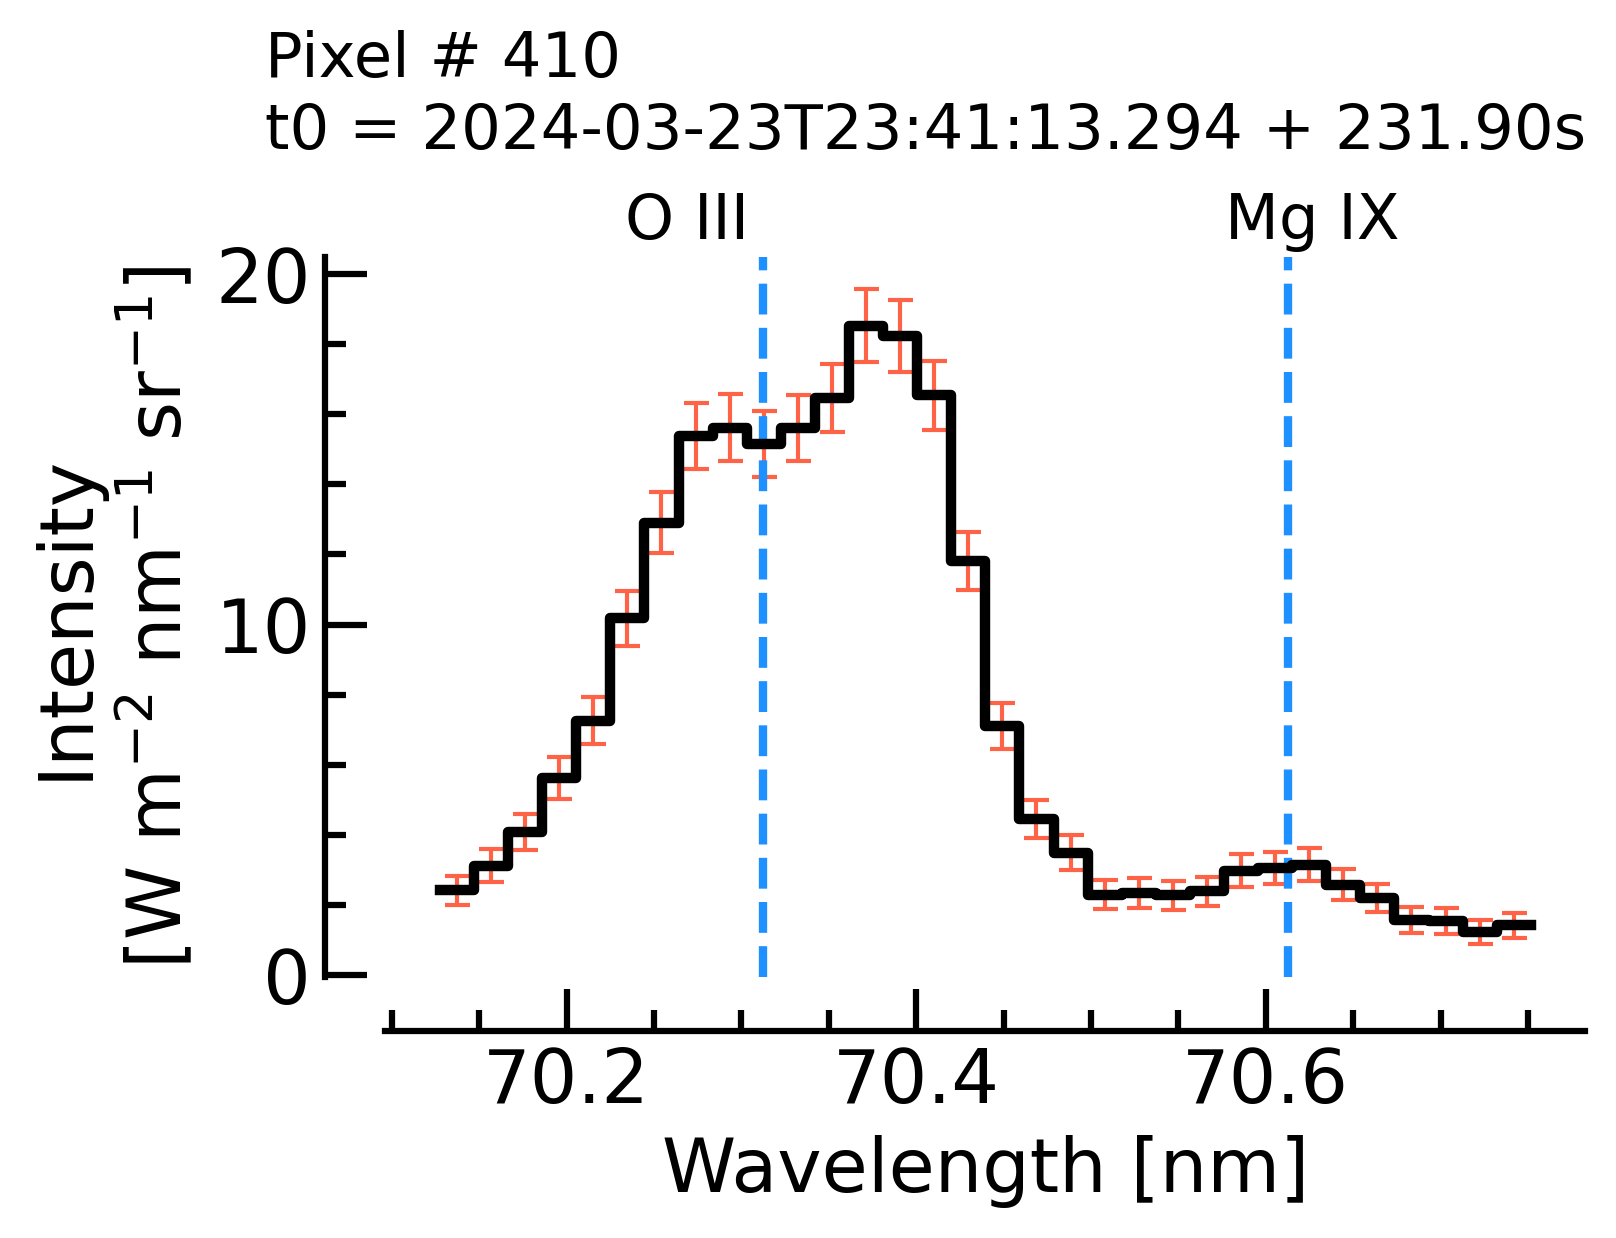 Pixel # 410
t0 = 2024-03-23T23:41:13.294 + 231.90s
O III Mg IX
20
10
0
Intensity
[W m⁻² nm⁻¹ sr⁻¹]
70.2 70.4 70.6
Wavelength [nm]